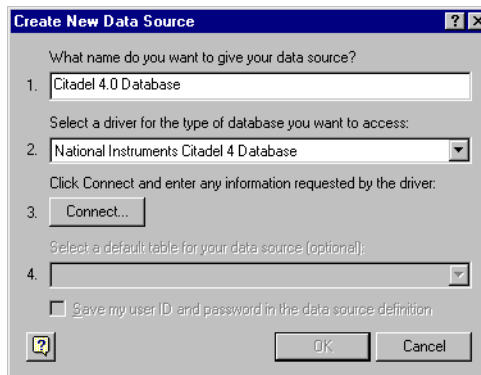 Create New Data Source
What name do you want to give your data source?
1. Citadel 4.0 Database
Select a driver for the type of database you want to access:
2. National Instruments Citadel 4 Database
Click Connect and enter any information requested by the driver:
3. Connect...
Select a default table for your data source (optional):
4.
Save my user ID and password in the data source definition
OK Cancel